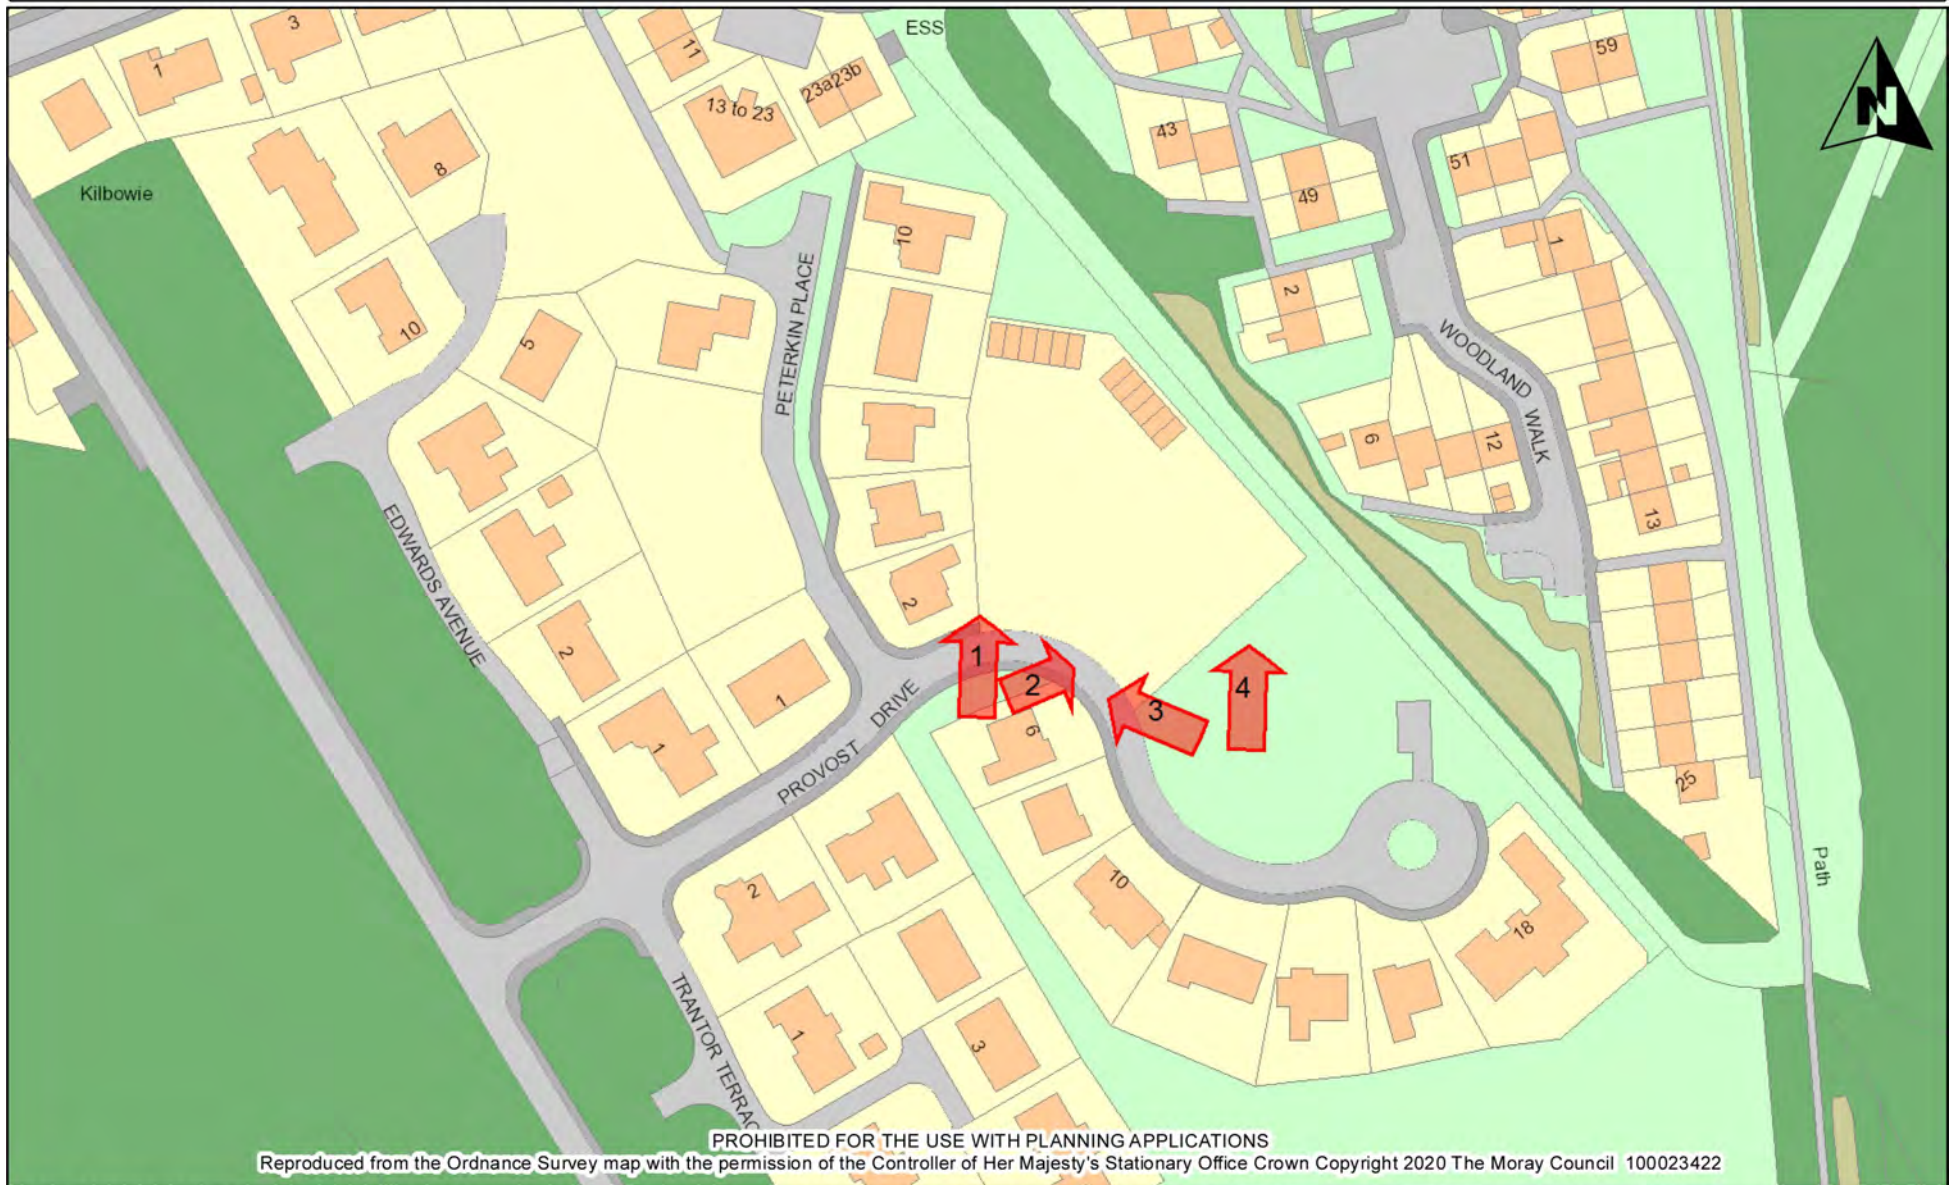 ESS
3
1
11
59
13 to 23
23a23b
N
43
8
51
Kilbowie
49
10
1
PETERKIN PLACE
2
10
5
WOODLAND WALK
6
12
13
EDWARDS AVENUE
2
2
1
2
3
4
1
1
6
PROVOST DRIVE
25
10
2
Path
18
TRANTOR TERRAC
1
3
PROHIBITED FOR THE USE WITH PLANNING APPLICATIONS
Reproduced from the Ordnance Survey map with the permission of the Controller of Her Majesty's Stationary Office Crown Copyright 2020 The Moray Council 100023422